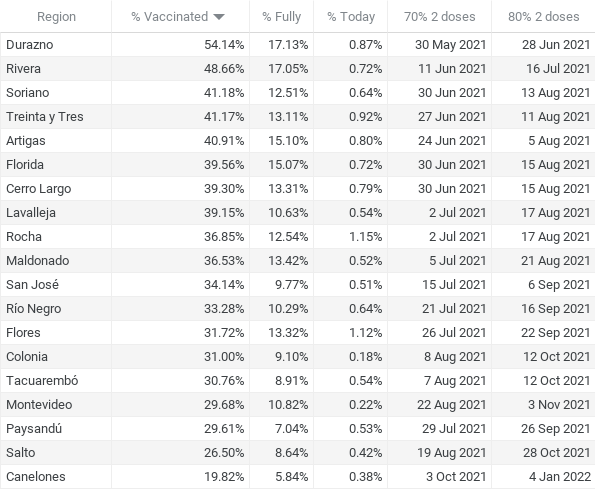 Region % Vaccinated % Fully % Today 70% 2 doses 80% 2 doses
Durazno 54.14% 17.13% 0.87% 30 May 2021 28 Jun 2021
Rivera 48.66% 17.05% 0.72% 11 Jun 2021 16 Jul 2021
Soriano 41.18% 12.51% 0.64% 30 Jun 2021 13 Aug 2021
Treinta y Tres 41.17% 13.11% 0.92% 27 Jun 2021 11 Aug 2021
Artigas 40.91% 15.10% 0.80% 24 Jun 2021 5 Aug 2021
Florida 39.56% 15.07% 0.72% 30 Jun 2021 15 Aug 2021
Cerro Largo 39.30% 13.31% 0.79% 30 Jun 2021 15 Aug 2021
Lavalleja 39.15% 10.63% 0.54% 2 Jul 2021 17 Aug 2021
Rocha 36.85% 12.54% 1.15% 2 Jul 2021 17 Aug 2021
Maldonado 36.53% 13.42% 0.52% 5 Jul 2021 21 Aug 2021
San José 34.14% 9.77% 0.51% 15 Jul 2021 6 Sep 2021
Río Negro 33.28% 10.29% 0.64% 21 Jul 2021 16 Sep 2021
Flores 31.72% 13.32% 1.12% 26 Jul 2021 22 Sep 2021
Colonia 31.00% 9.10% 0.18% 8 Aug 2021 12 Oct 2021
Tacuarembó 30.76% 8.91% 0.54% 7 Aug 2021 12 Oct 2021
Montevideo 29.68% 10.82% 0.22% 22 Aug 2021 3 Nov 2021
Paysandú 29.61% 7.04% 0.53% 29 Jul 2021 26 Sep 2021
Salto 26.50% 8.64% 0.42% 19 Aug 2021 28 Oct 2021
Canelones 19.82% 5.84% 0.38% 3 Oct 2021 4 Jan 2022